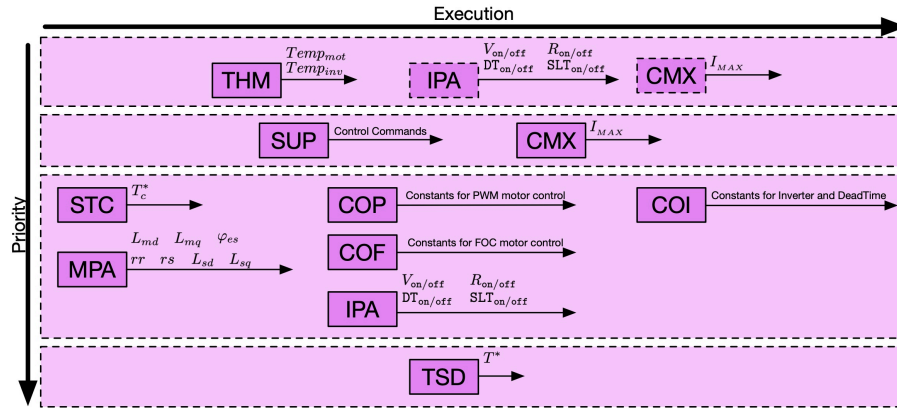 Execution
Priority
THM
Temp_mot
Temp_inv
IPA
V_on/off R_on/off
DT_on/off SLT_on/off
CMX
I_MAX
SUP
Control Commands
CMX
I_MAX
STC
T_c^*
COP
Constants for PWM motor control
COI
Constants for Inverter and DeadTime
MPA
L_md L_mq φ_es
rr rs L_sd L_sq
COF
Constants for FOC motor control
IPA
V_on/off R_on/off
DT_on/off SLT_on/off
TSD
T^*